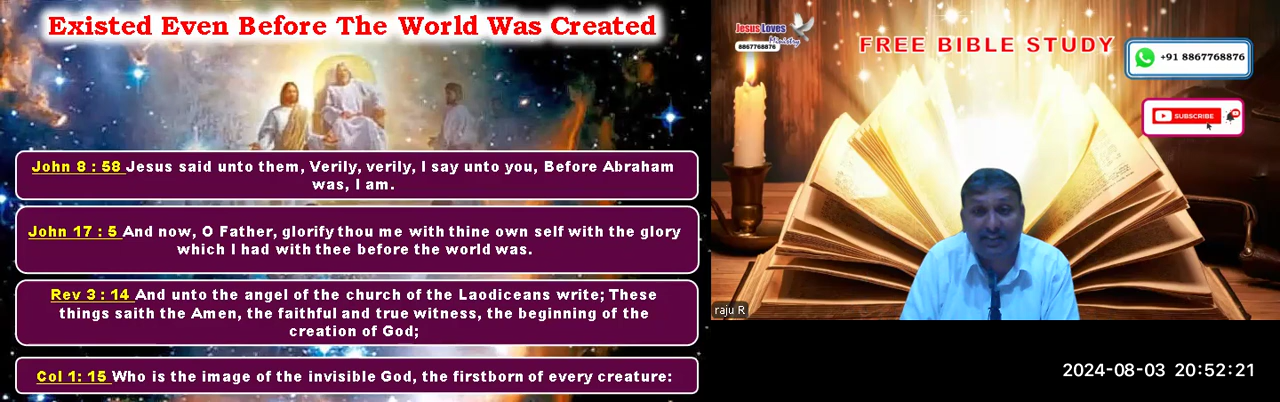 Existed Even Before The World Was Created
John 8 : 58 Jesus said unto them, Verily, verily, I say unto you, Before Abraham
was, I am.
John 17 : 5 And now, O Father, glorify thou me with thine own self with the glory
which I had with thee before the world was.
Rev 3 : 14 And unto the angel of the church of the Laodiceans write; These
things saith the Amen, the faithful and true witness, the beginning of the
creation of God;
Col 1: 15 Who is the image of the invisible God, the firstborn of every creature:
Jesus Loves
Ministry
8867768876
FREE BIBLE STUDY
+91 8867768876
SUBSCRIBE
raju R
2024-08-03 20:52:21